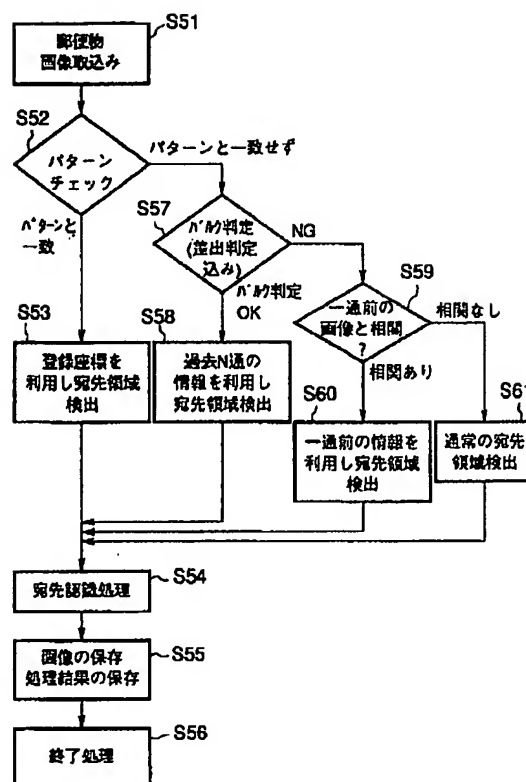 S51
郵便物
画像取込み
S52
パターン
チェック
パターンと一致せず
パターンと
一致
S57
バルク判定
(差出判定
込み)
NG
バルク判定
OK
S59
一通前の
画像と相関
?
相関なし
相関あり
S53
登録座標を
利用し宛先領域
検出
S58
過去N通の
情報を利用し
宛先領域検出
S60
一通前の情報を
利用し宛先領域
検出
S61
通常の宛先
領域検出
S54
宛先認識処理
S55
画像の保存
処理結果の保存
S56
終了処理